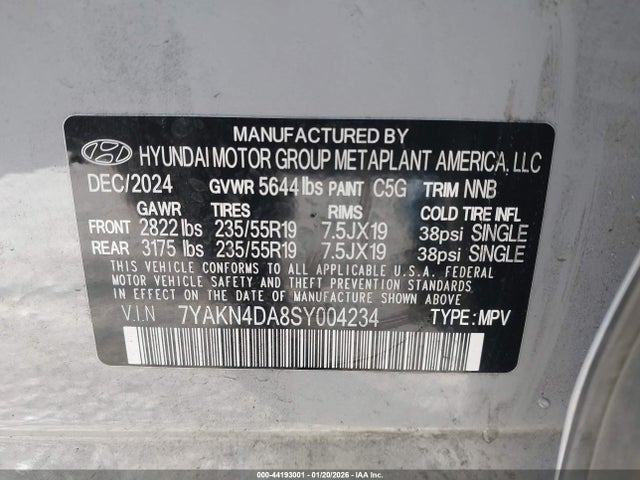 MANUFACTURED BY
HYUNDAI MOTOR GROUP METAPLANT AMERICA, LLC
DEC/2024 GVWR 5644 lbs PAINT C5G TRIM NNB
GAWR TIRES RIMS COLD TIRE INFL
FRONT 2822 lbs 235/55R19 7.5JX19 38psi SINGLE
REAR 3175 lbs 235/55R19 7.5JX19 38psi SINGLE
THIS VEHICLE CONFORMS TO ALL APPLICABLE U.S.A. FEDERAL
MOTOR VEHICLE SAFETY AND THEFT PREVENTION STANDARDS
IN EFFECT ON THE DATE OF MANUFACTURE SHOWN ABOVE.
V.I.N 7YAKN4DA8SY004234 TYPE: MPV
000-44193001 - 01/20/2026 - IAAI.COM